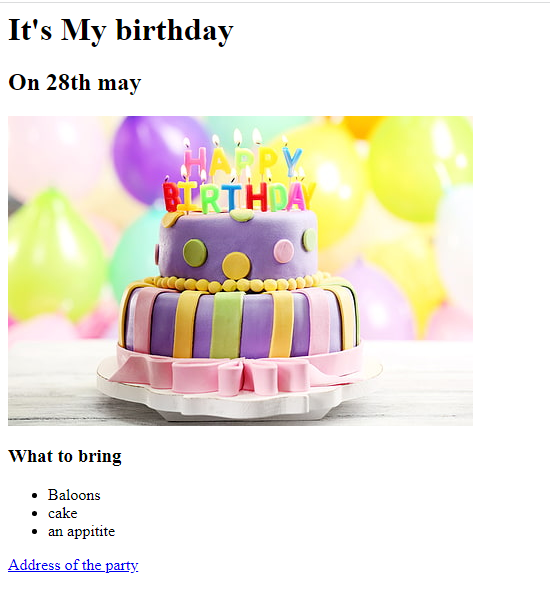 It's My birthday
On 28th may
HAPPY
BIRTHDAY
What to bring
Baloons
cake
an appitite
Address of the party